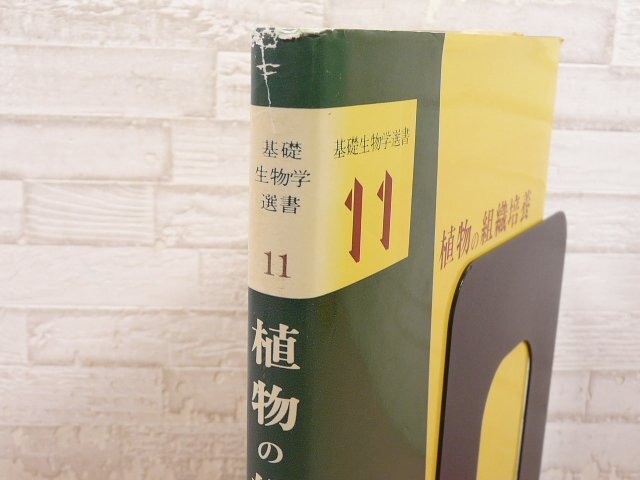 基礎
生物学
選書
11
植物の
基礎生物学選書
11
植物の組織培養